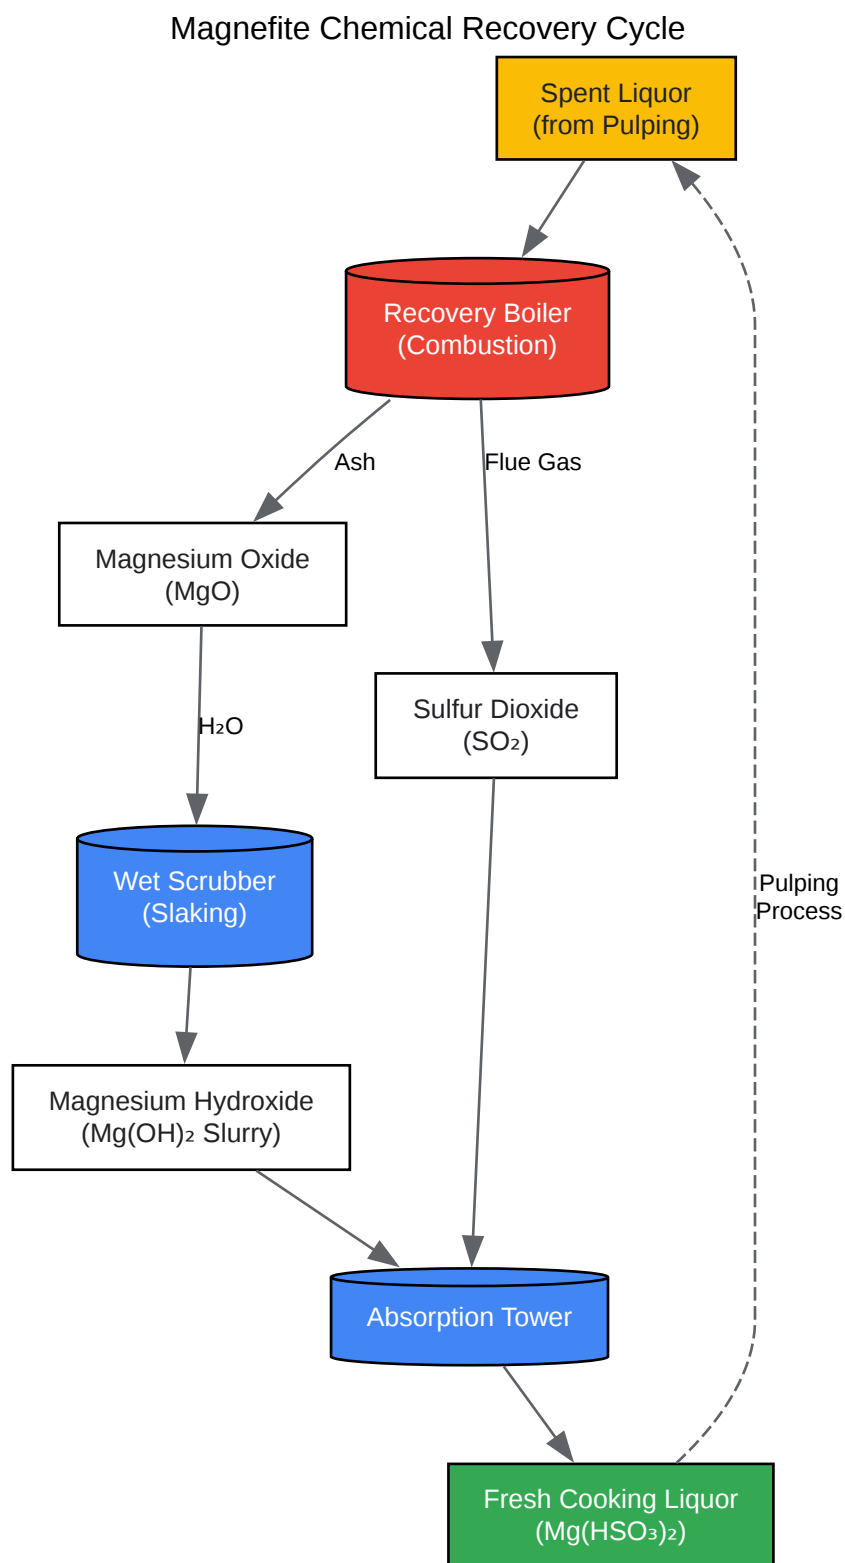 Magnefite Chemical Recovery Cycle
Spent Liquor
(from Pulping)
Recovery Boiler
(Combustion)
Ash
Flue Gas
Magnesium Oxide
(MgO)
Sulfur Dioxide
(SO₂)
H₂O
Wet Scrubber
(Slaking)
Pulping
Process
Magnesium Hydroxide
(Mg(OH)₂ Slurry)
Absorption Tower
Fresh Cooking Liquor
(Mg(HSO₃)₂)